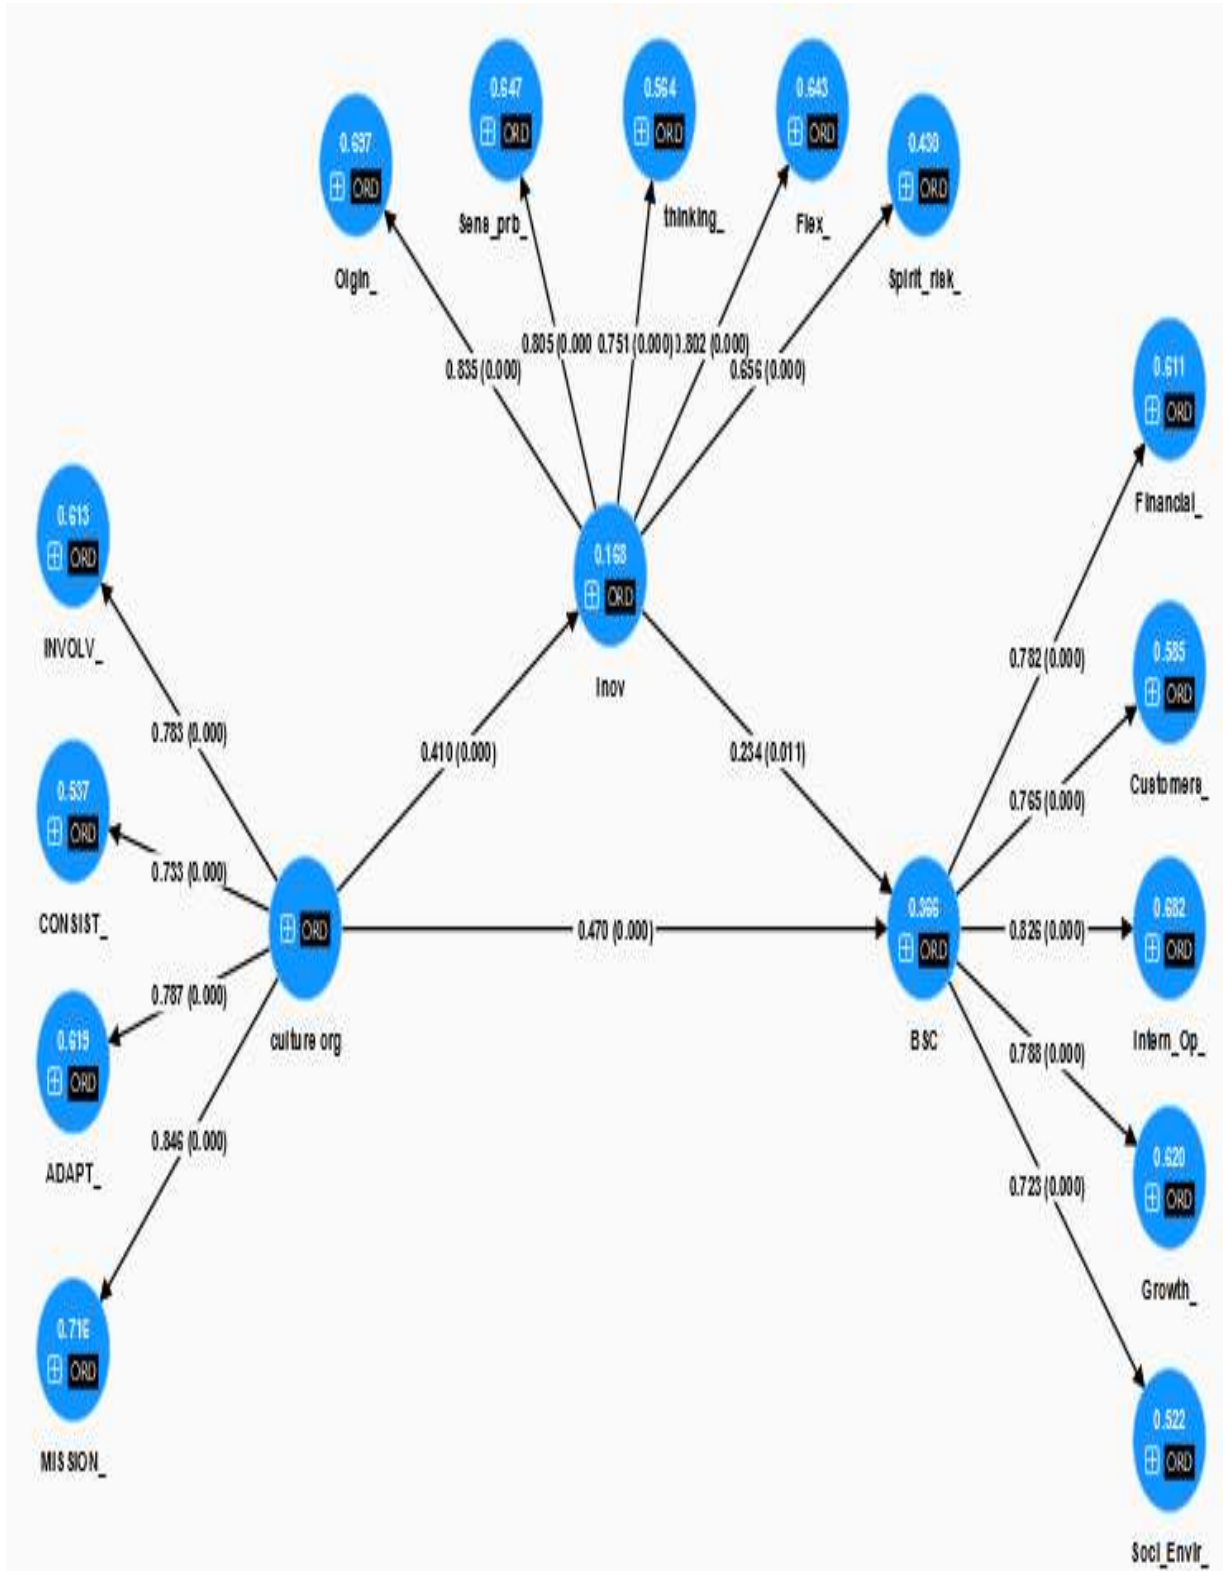 0.647
ORD
Sens_prb_
0.564
ORD
thinking_
0.643
ORD
Flex_
0.697
ORD
Oigin_
0.430
ORD
Spirit_risk_
0.835 (0.000)
0.805 (0.000
0.751 (0.000)
0.802 (0.000)
0.656 (0.000)
0.611
ORD
Financial_
0.613
ORD
INVOLV_
0.168
ORD
Inov
0.585
ORD
Customers_
0.782 (0.000)
0.783 (0.000)
0.410 (0.000)
0.234 (0.011)
0.765 (0.000)
0.537
ORD
CONSIST_
0.733 (0.000)
ORD
culture org
0.470 (0.000)
0.366
ORD
BSC
0.826 (0.000)
0.682
ORD
Intern_Op_
0.787 (0.000)
0.619
ORD
ADAPT_
0.788 (0.000)
0.846 (0.000)
0.620
ORD
Growth_
0.723 (0.000)
0.716
ORD
MISSION_
0.522
ORD
Soci_Envir_